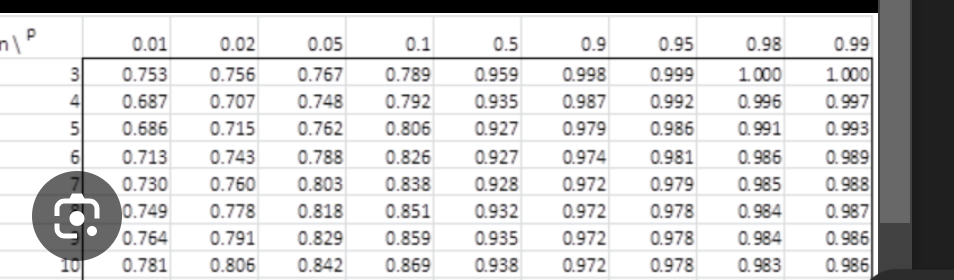 n\ p 0.01 0.02 0.05 0.1 0.5 0.9 0.95 0.98 0.99
3 0.753 0.756 0.767 0.789 0.959 0.998 0.999 1.000 1.000
4 0.687 0.707 0.748 0.792 0.935 0.987 0.992 0.996 0.997
5 0.686 0.715 0.762 0.806 0.927 0.979 0.986 0.991 0.993
6 0.713 0.743 0.788 0.826 0.927 0.974 0.981 0.986 0.989
7 0.730 0.760 0.803 0.838 0.928 0.972 0.979 0.985 0.988
0.749 0.778 0.818 0.851 0.932 0.972 0.978 0.984 0.987
0.764 0.791 0.829 0.859 0.935 0.972 0.978 0.984 0.986
10 0.781 0.806 0.842 0.869 0.938 0.972 0.978 0.983 0.986